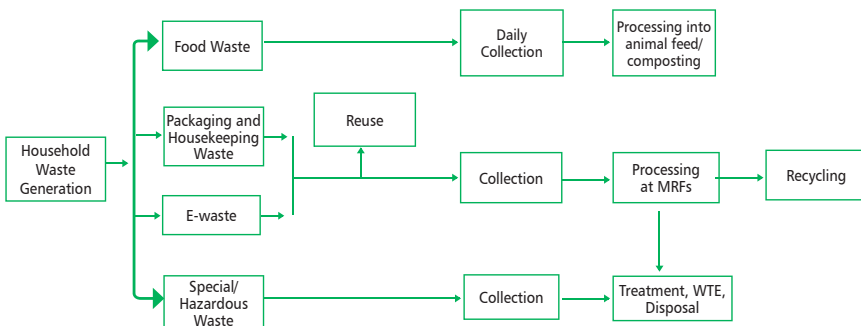 Food Waste
Daily
Collection
Processing into
animal feed/
composting
Packaging and
Housekeeping
Waste
Reuse
Household
Waste
Generation
Collection
Processing
at MRFs
Recycling
E-waste
Special/
Hazardous
Waste
Collection
Treatment, WTE,
Disposal